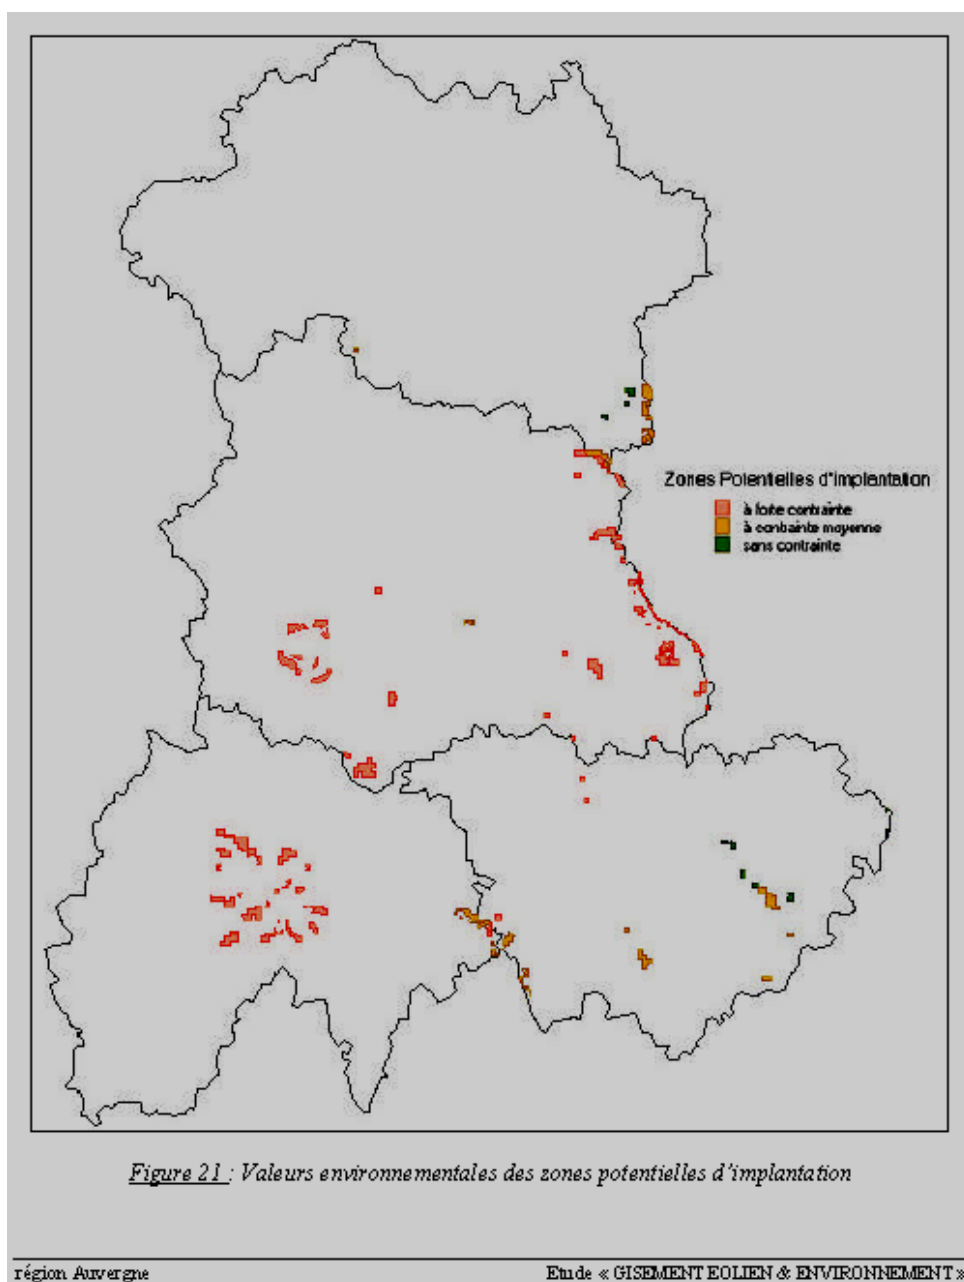 Zones Potentielles d'implantation
à forte contrainte
à contrainte moyenne
sans contrainte
Figure 21 : Valeurs environnementales des zones potentielles d'implantation
région Auvergne
Etude « GISEMENT EOLIEN & ENVIRONNEMENT »